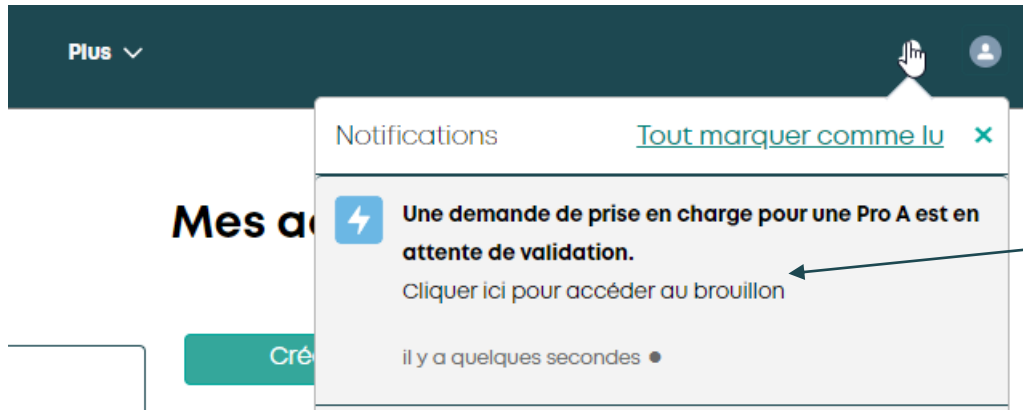 Plus
Notifications Tout marquer comme lu
Mes
Une demande de prise en charge pour une Pro A est en
attente de validation.
Cliquer ici pour accéder au brouillon
Cré
il y a quelques secondes